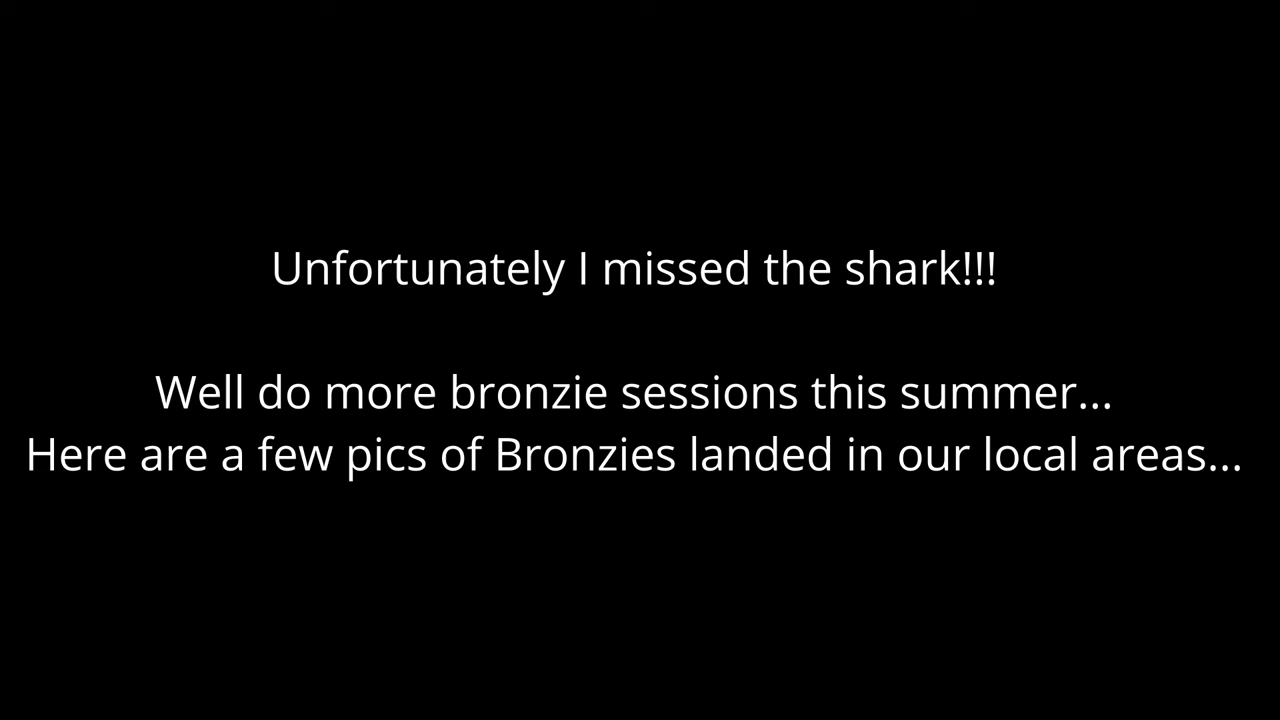 Unfortunately I missed the shark!!!
Well do more bronzie sessions this summer...
Here are a few pics of Bronzies landed in our local areas...